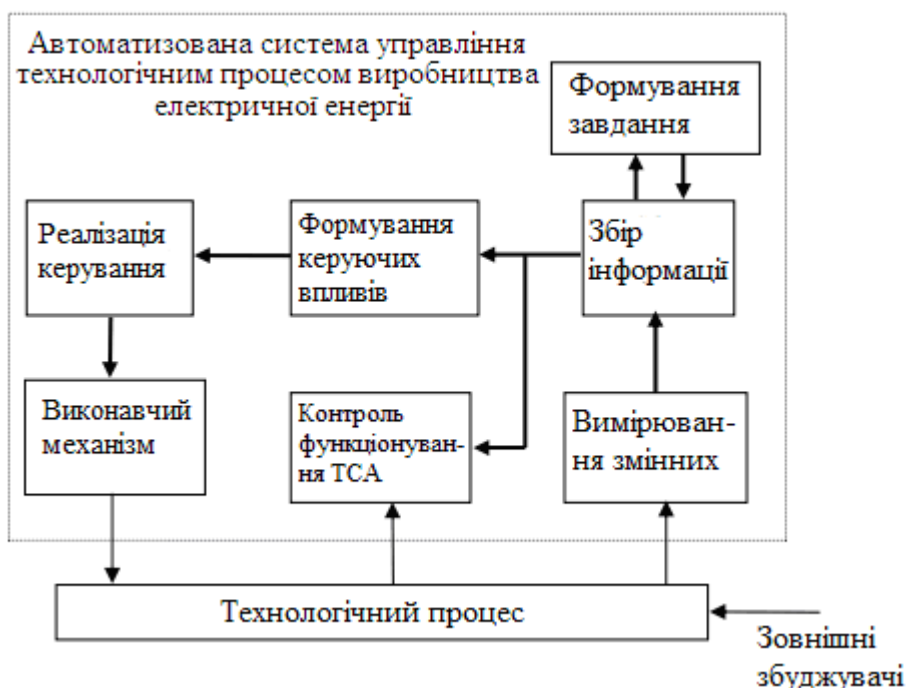 Автоматизована система управління
технологічним процесом виробництва
електричної енергії
Формування
завдання
Реалізація
керування
Формування
керуючих
впливів
Збір
інформації
Виконавчий
механізм
Контроль
функціонуван-
ня ТСА
Вимірюван-
ня змінних
Технологічний процес
Зовнішні
збуджувачі